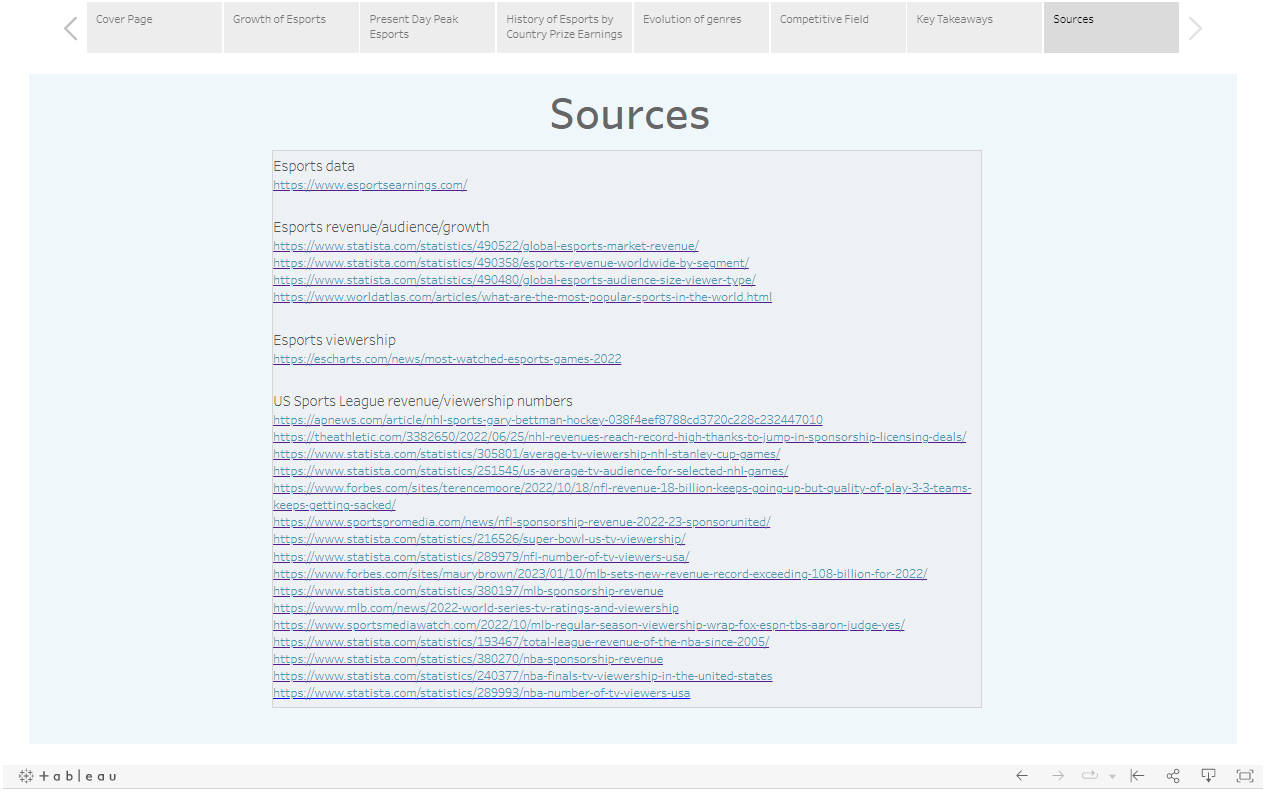 Cover Page
Growth of Esports
Present Day Peak
Esports
History of Esports by
Country Prize Earnings
Evolution of genres
Competitive Field
Key Takeaways
Sources
Sources
Esports data
https://www.esportsearnings.com/
Esports revenue/audience/growth
https://www.statista.com/statistics/490522/global-esports-market-revenue/
https://www.statista.com/statistics/490358/esports-revenue-worldwide-by-segment/
https://www.statista.com/statistics/490480/global-esports-audience-size-viewer-type/
https://www.worldatlas.com/articles/what-are-the-most-popular-sports-in-the-world.html
Esports viewership
https://escharts.com/news/most-watched-esports-games-2022
US Sports League revenue/viewership numbers
https://apnews.com/article/nhl-sports-gary-bettman-hockey-038f4eef8788cd3720c228c232447010
https://theathletic.com/3382650/2022/06/25/nhl-revenues-reach-record-high-thanks-to-jump-in-sponsorship-licensing-deals/
https://www.statista.com/statistics/305801/average-tv-viewership-nhl-stanley-cup-games/
https://www.statista.com/statistics/251545/us-average-tv-audience-for-selected-nhl-games/
https://www.forbes.com/sites/terencemoore/2022/10/18/nfl-revenue-18-billion-keeps-going-up-but-quality-of-play-3-3-teams-
keeps-getting-sacked/
https://www.sportspromedia.com/news/nfl-sponsorship-revenue-2022-23-sponsorunited/
https://www.statista.com/statistics/216526/super-bowl-us-tv-viewership/
https://www.statista.com/statistics/289979/nfl-number-of-tv-viewers-usa/
https://www.forbes.com/sites/maurybrown/2023/01/10/mlb-sets-new-revenue-record-exceeding-108-billion-for-2022/
https://www.statista.com/statistics/380197/mlb-sponsorship-revenue
https://www.mlb.com/news/2022-world-series-tv-ratings-and-viewership
https://www.sportsmediawatch.com/2022/10/mlb-regular-season-viewership-wrap-fox-espn-tbs-aaron-judge-yes/
https://www.statista.com/statistics/193467/total-league-revenue-of-the-nba-since-2005/
https://www.statista.com/statistics/380270/nba-sponsorship-revenue
https://www.statista.com/statistics/240377/nba-finals-tv-viewership-in-the-united-states
https://www.statista.com/statistics/289993/nba-number-of-tv-viewers-usa
+ableau